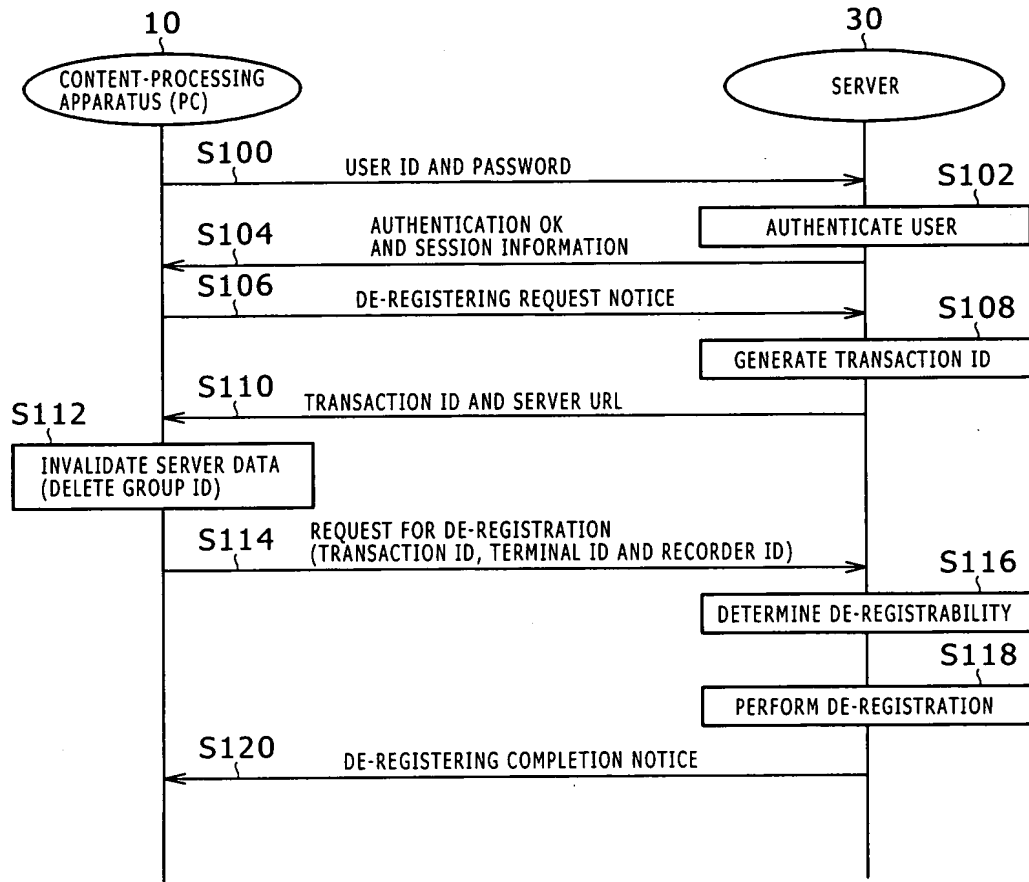 10
30
CONTENT-PROCESSING
APPARATUS (PC)
SERVER
S100
USER ID AND PASSWORD
S102
AUTHENTICATE USER
S104
AUTHENTICATION OK
AND SESSION INFORMATION
S106
DE-REGISTERING REQUEST NOTICE
S108
GENERATE TRANSACTION ID
S110
TRANSACTION ID AND SERVER URL
S112
INVALIDATE SERVER DATA
(DELETE GROUP ID)
S114
REQUEST FOR DE-REGISTRATION
(TRANSACTION ID, TERMINAL ID AND RECORDER ID)
S116
DETERMINE DE-REGISTRABILITY
S118
PERFORM DE-REGISTRATION
S120
DE-REGISTERING COMPLETION NOTICE